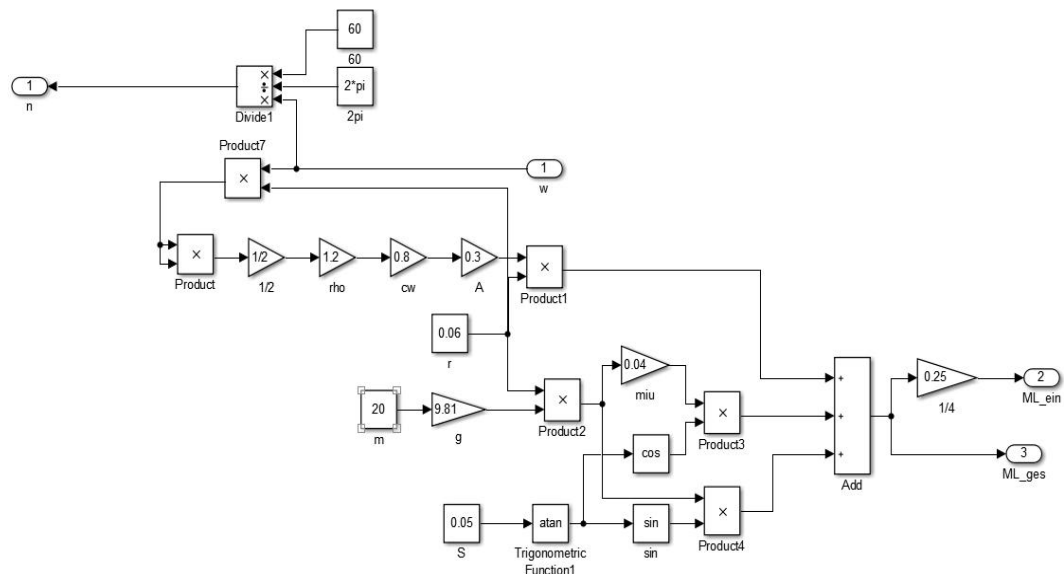 60
60
1
n
×
÷
×
Divide1
2*pi
2pi
Product7
×
1
w
×
Product
1/2
1/2
1.2
rho
0.8
cw
0.3
A
×
Product1
0.06
r
20
m
9.81
g
×
Product2
0.04
miu
×
Product3
cos
0.05
S
atan
Trigonometric
Function1
sin
sin
×
Product4
+
+
+
Add
0.25
1/4
2
ML_ein
3
ML_ges